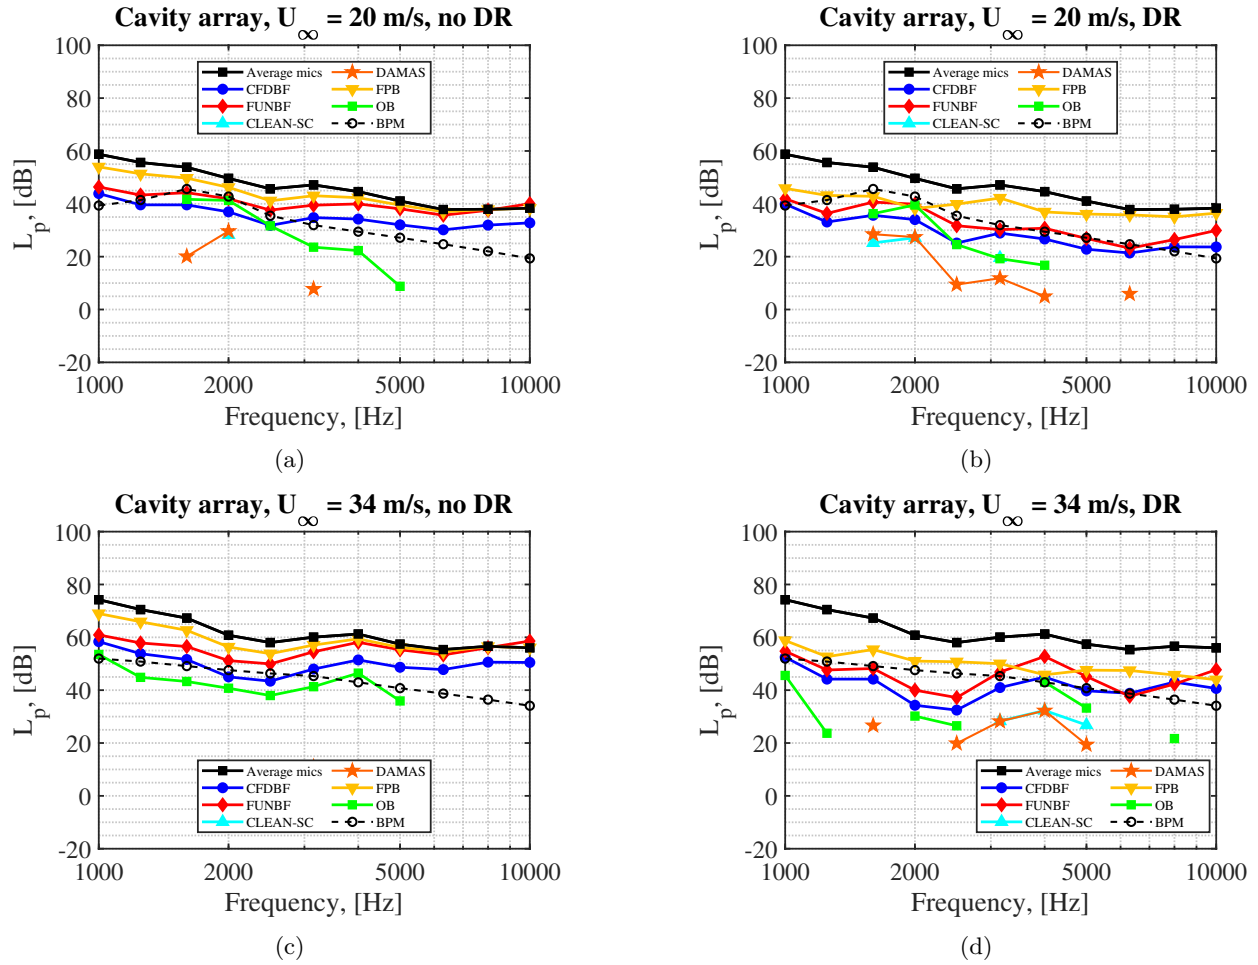 Cavity array, U∞ = 20 m/s, no DR
100
80
60
40
20
0
-20
L_p, [dB]
Average mics
CFDBF
FUNBF
CLEAN-SC
DAMAS
FPB
OB
BPM
1000 2000 5000 10000
Frequency, [Hz]
(a)
Cavity array, U∞ = 20 m/s, DR
100
80
60
40
20
0
-20
L_p, [dB]
Average mics
CFDBF
FUNBF
CLEAN-SC
DAMAS
FPB
OB
BPM
1000 2000 5000 10000
Frequency, [Hz]
(b)
Cavity array, U∞ = 34 m/s, no DR
100
80
60
40
20
0
-20
L_p, [dB]
Average mics
CFDBF
FUNBF
CLEAN-SC
DAMAS
FPB
OB
BPM
1000 2000 5000 10000
Frequency, [Hz]
(c)
Cavity array, U∞ = 34 m/s, DR
100
80
60
40
20
0
-20
L_p, [dB]
Average mics
CFDBF
FUNBF
CLEAN-SC
DAMAS
FPB
OB
BPM
1000 2000 5000 10000
Frequency, [Hz]
(d)